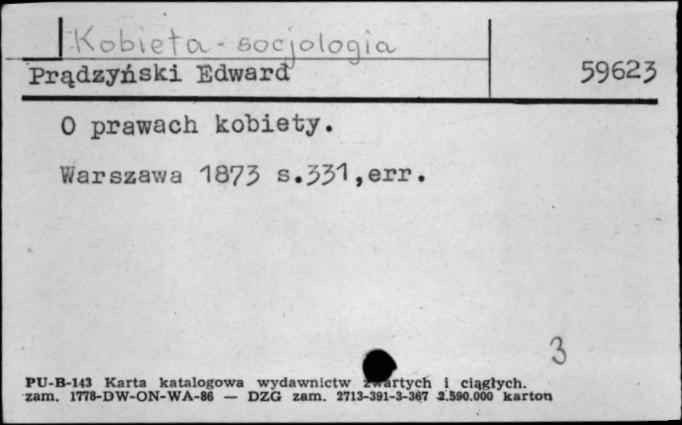 Kobieta - socjologia
Prądzyński Edward 59623
O prawach kobiety.
Warszawa 1873 s.331,err.
3
PU-B-143 Karta katalogowa wydawnictw zwartych i ciągłych.
zam. 1778-DW-ON-WA-86 — DZG zam. 2713-391-3-367 2.590.000 karton